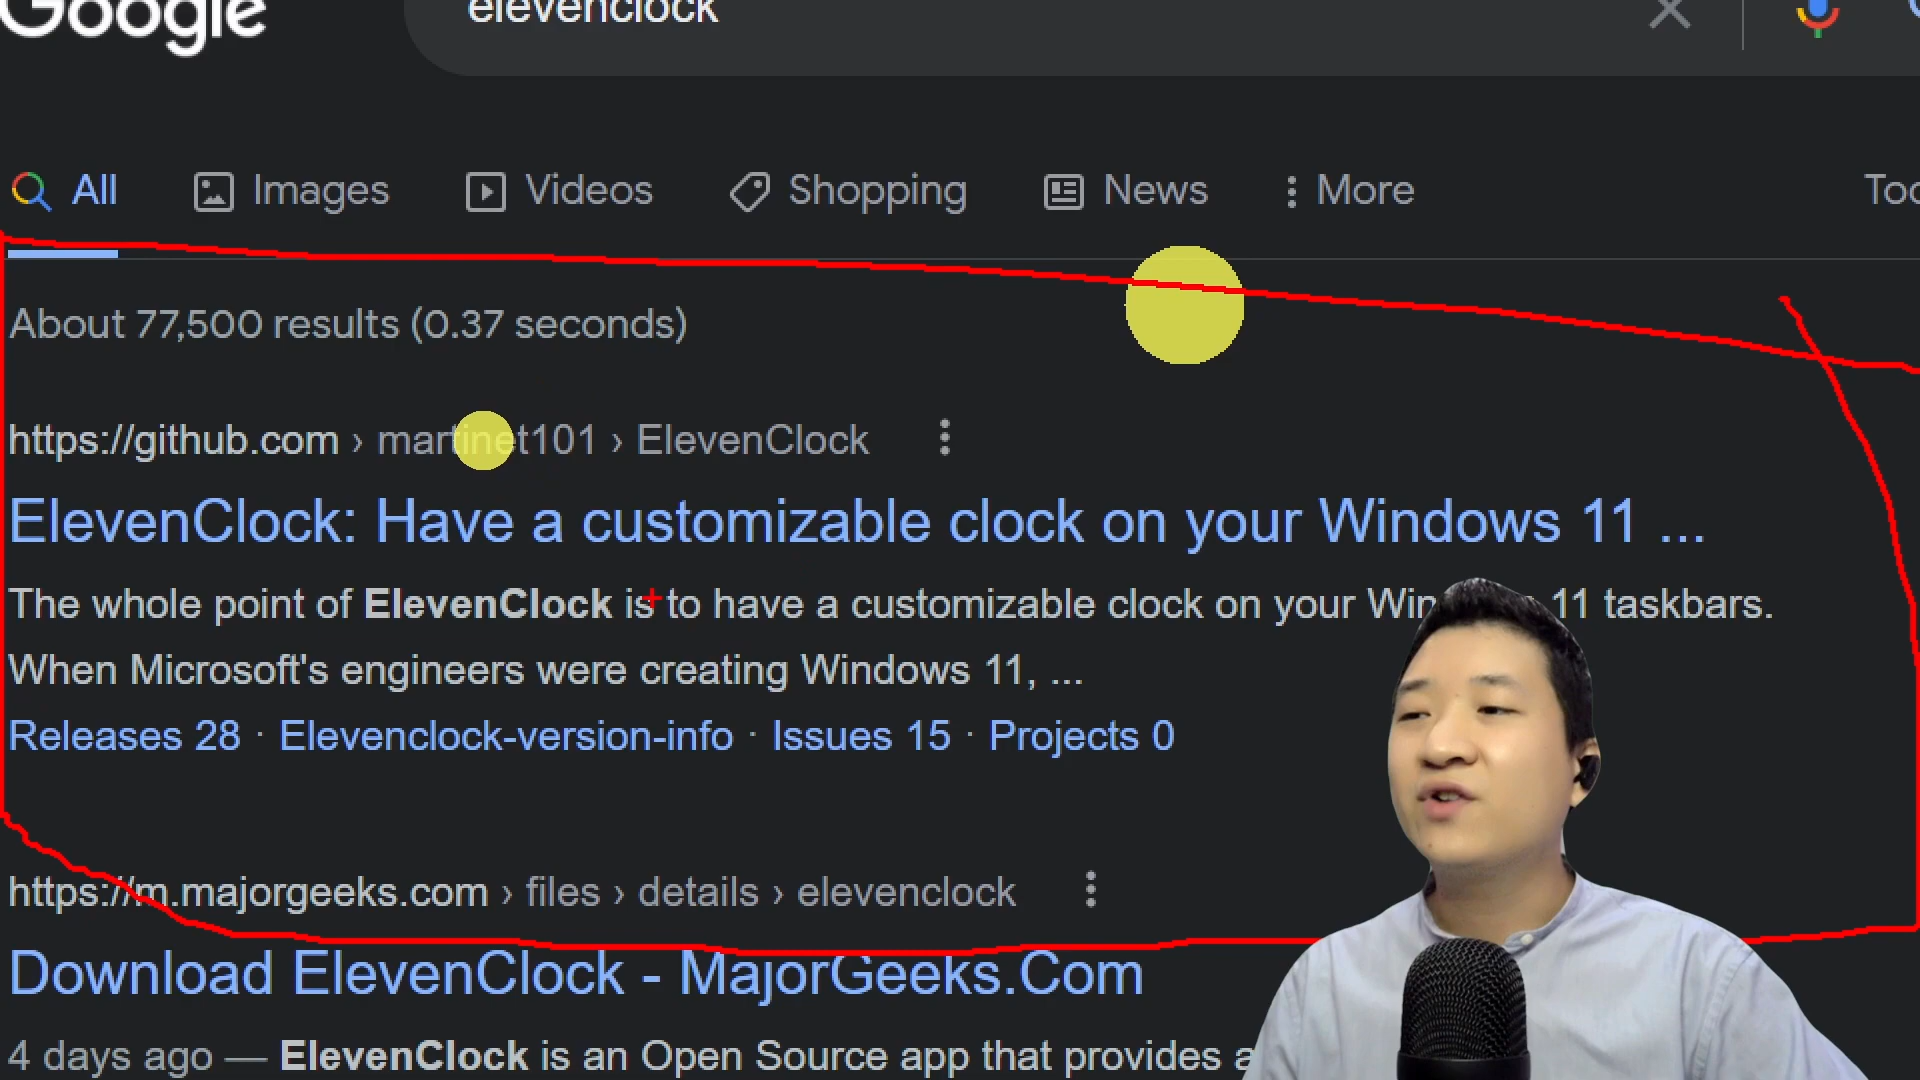 Google elevenclock
All Images Videos Shopping News More
About 77,500 results (0.37 seconds)
https://github.com › martinet101 › ElevenClock
ElevenClock: Have a customizable clock on your Windows 11 ...
The whole point of ElevenClock is to have a customizable clock on your 11 taskbars.
When Microsoft's engineers were creating Windows 11, ...
Releases 28 · Elevenclock-version-info · Issues 15 · Projects 0
https://m.majorgeeks.com › files › details › elevenclock
Download ElevenClock - MajorGeeks.Com
4 days ago — ElevenClock is an Open Source app that provides